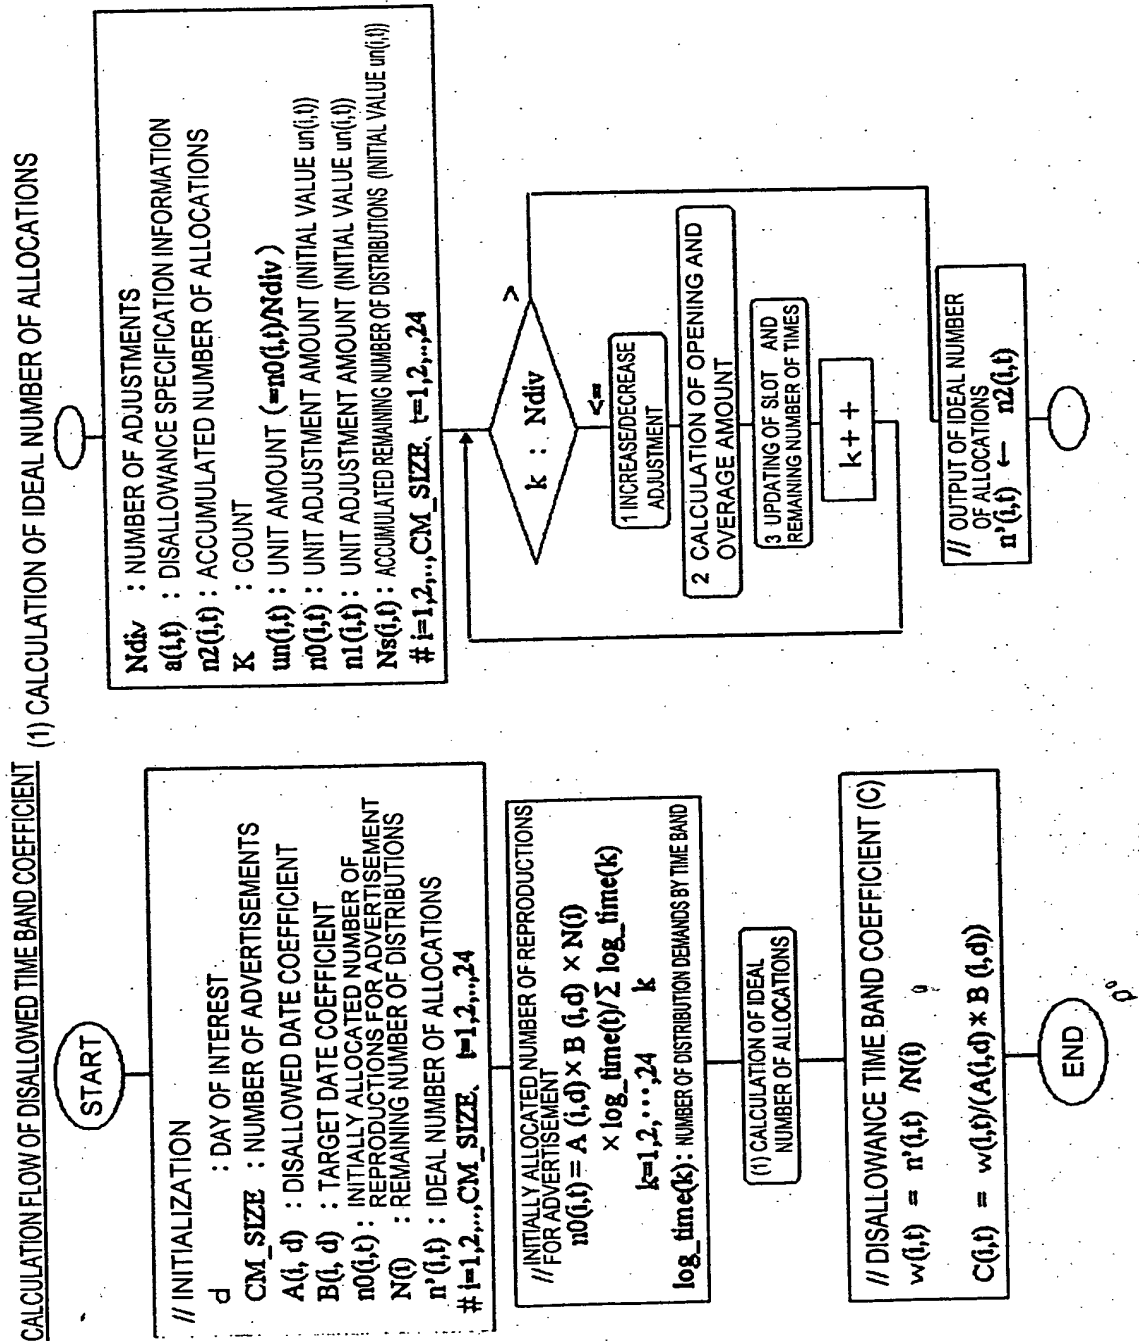 CALCULATION FLOW OF DISALLOWED TIME BAND COEFFICIENT
START
// INITIALIZATION
d : DAY OF INTEREST
CM_SIZE : NUMBER OF ADVERTISEMENTS
A(i, d) : DISALLOWED DATE COEFFICIENT
B(i, d) : TARGET DATE COEFFICIENT
n0(i,t) : INITIALLY ALLOCATED NUMBER OF
REPRODUCTIONS FOR ADVERTISEMENT
N(i) : REMAINING NUMBER OF DISTRIBUTIONS
n'(i,t) : IDEAL NUMBER OF ALLOCATIONS
# i=1,2,..,CM_SIZE、 t=1,2,..,24
// INITIALLY ALLOCATED NUMBER OF REPRODUCTIONS
FOR ADVERTISEMENT
n0(i,t) = A (i,d) × B (i,d) × N(i)
× log_time(t)/Σ log_time(k)
k=1,2,···,24 k
log_time(k) : NUMBER OF DISTRIBUTION DEMANDS BY TIME BAND
(1) CALCULATION OF IDEAL
NUMBER OF ALLOCATIONS
// DISALLOWANCE TIME BAND COEFFICIENT (C)
w(i,t) = n'(i,t) /N(i)
C(i,t) = w(i,t)/(A(i,d) × B (i,d))
END
(1) CALCULATION OF IDEAL NUMBER OF ALLOCATIONS
Ndiv : NUMBER OF ADJUSTMENTS
a(i,t) : DISALLOWANCE SPECIFICATION INFORMATION
n2(i,t) : ACCUMULATED NUMBER OF ALLOCATIONS
K : COUNT
un(i,t) : UNIT AMOUNT (=n0(i,t)/Ndiv )
n0(i,t) : UNIT ADJUSTMENT AMOUNT (INITIAL VALUE un(i,t))
n1(i,t) : UNIT ADJUSTMENT AMOUNT (INITIAL VALUE un(i,t))
Ns(i,t) : ACCUMULATED REMAINING NUMBER OF DISTRIBUTIONS (INITIAL VALUE un(i,t))
# i=1,2,..,CM_SIZE、 t=1,2,..,24
k : Ndiv
>
<=
1 INCREASE/DECREASE
ADJUSTMENT
2 CALCULATION OF OPENING AND
OVERAGE AMOUNT
3 UPDATING OF SLOT AND
REMAINING NUMBER OF TIMES
k++
// OUTPUT OF IDEAL NUMBER
OF ALLOCATIONS
n'(i,t) ← n2(i,t)